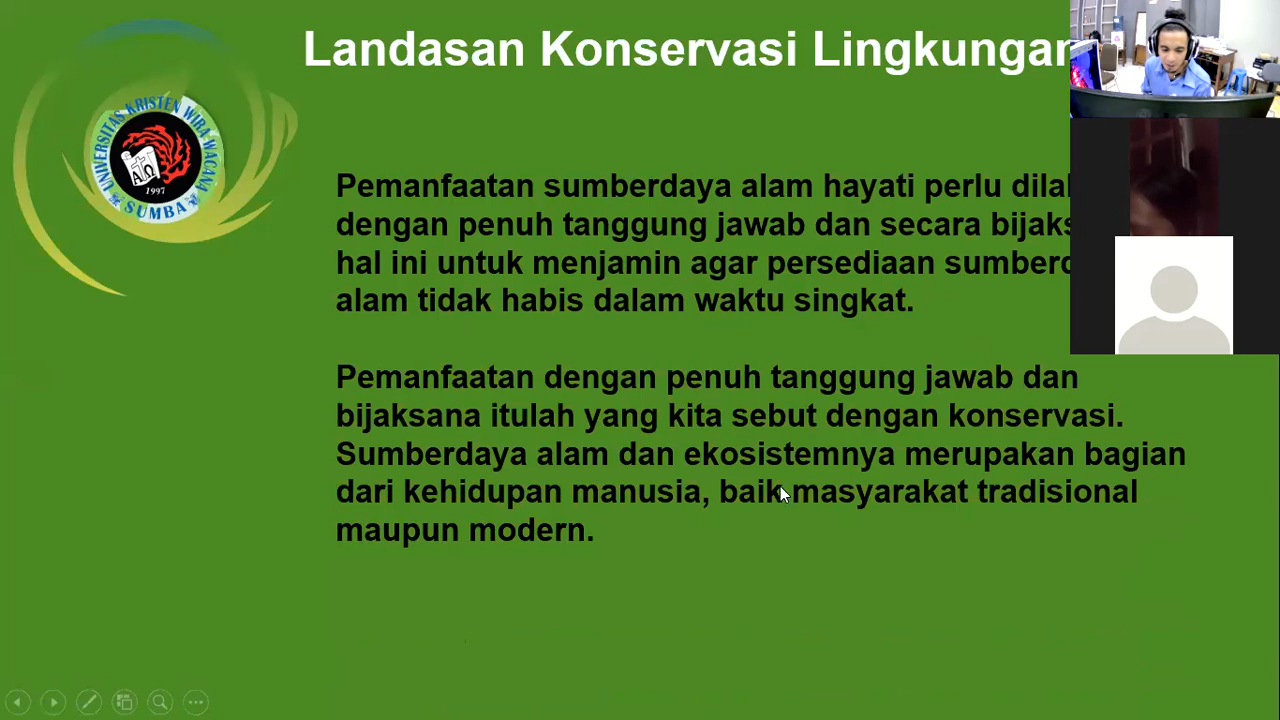 Landasan Konservasi Lingkungan
UNIVERSITAS KRISTEN WIRA WACANA
A Ω
1997
SUMBA
Pemanfaatan sumberdaya alam hayati perlu
dengan penuh tanggung jawab dan secara
hal ini untuk menjamin agar persediaan
alam tidak habis dalam waktu singkat.
Pemanfaatan dengan penuh tanggung jawab dan
bijaksana itulah yang kita sebut dengan konservasi.
Sumberdaya alam dan ekosistemnya merupakan bagian
dari kehidupan manusia, baik masyarakat tradisional
maupun modern.